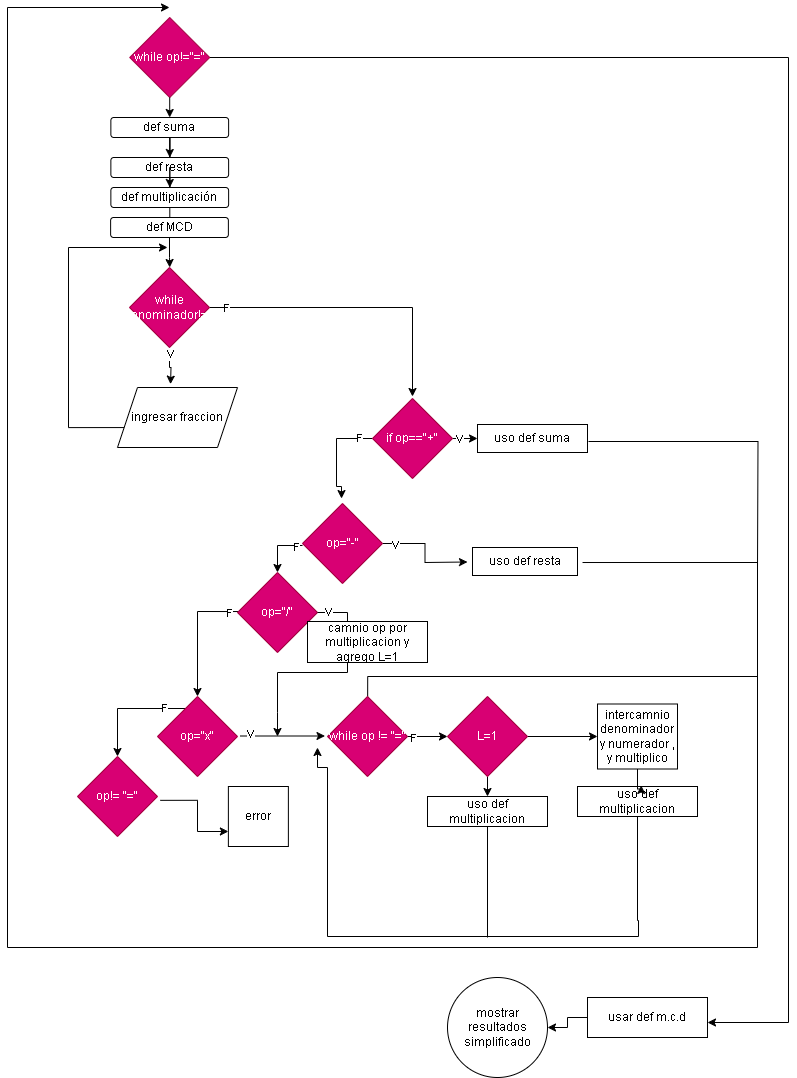 while op!="="
def suma
def resta
def multiplicación
def MCD
while
enominador!=
F
V
ingresar fraccion
if op=="+"
F
V
uso def suma
op="-"
F
V
uso def resta
op="/"
F
V
camnio op por
multiplicacion y
agrego L=1
op="x"
F
V
while op != "="
F
L=1
intercamnio
denominador
y numerador ,
y multiplico
op!= "="
error
uso def
multiplicacion
uso def
multiplicacion
mostrar
resultados
simplificado
usar def m.c.d